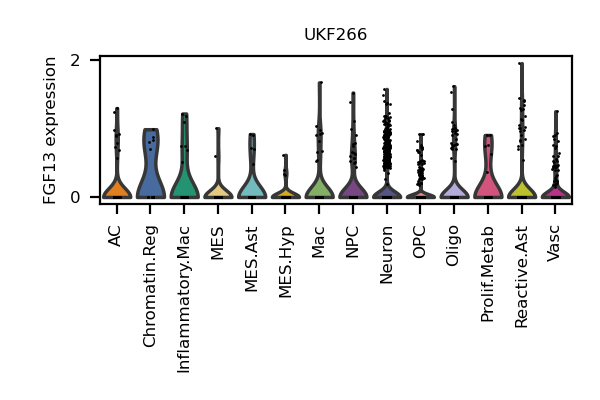 UKF266
FGF13 expression
2
0
AC
Chromatin.Reg
Inflammatory.Mac
MES
MES.Ast
MES.Hyp
Mac
NPC
Neuron
OPC
Oligo
Prolif.Metab
Reactive.Ast
Vasc